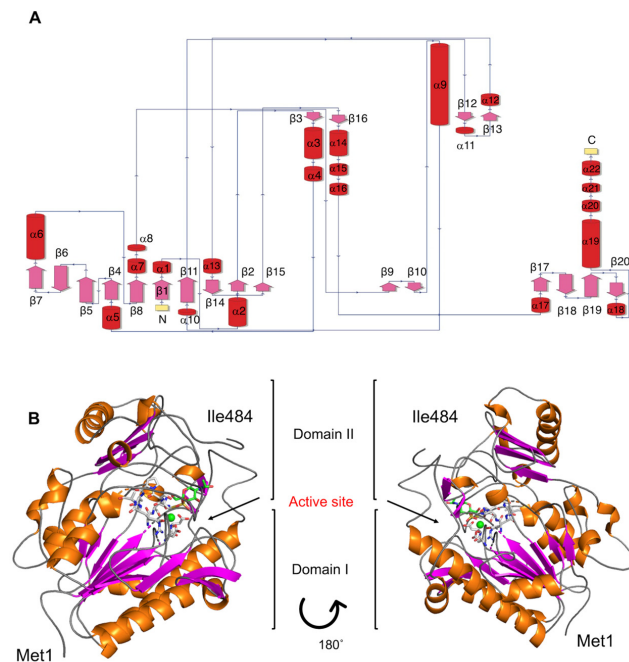 A
α9
β12
α12
α11
β13
β3
β16
α3
α14
α4
α15
α16
C
α22
α21
α20
α19
α6
β6
α8
β4
α7
α1
β11
α13
β2
β15
β9
β10
β17
β20
β7
β5
β8
β1
β14
β18
β19
α5
N
α10
α2
α17
α18
B
Ile484
Domain II
Ile484
Active site
Domain I
180°
Met1
Met1